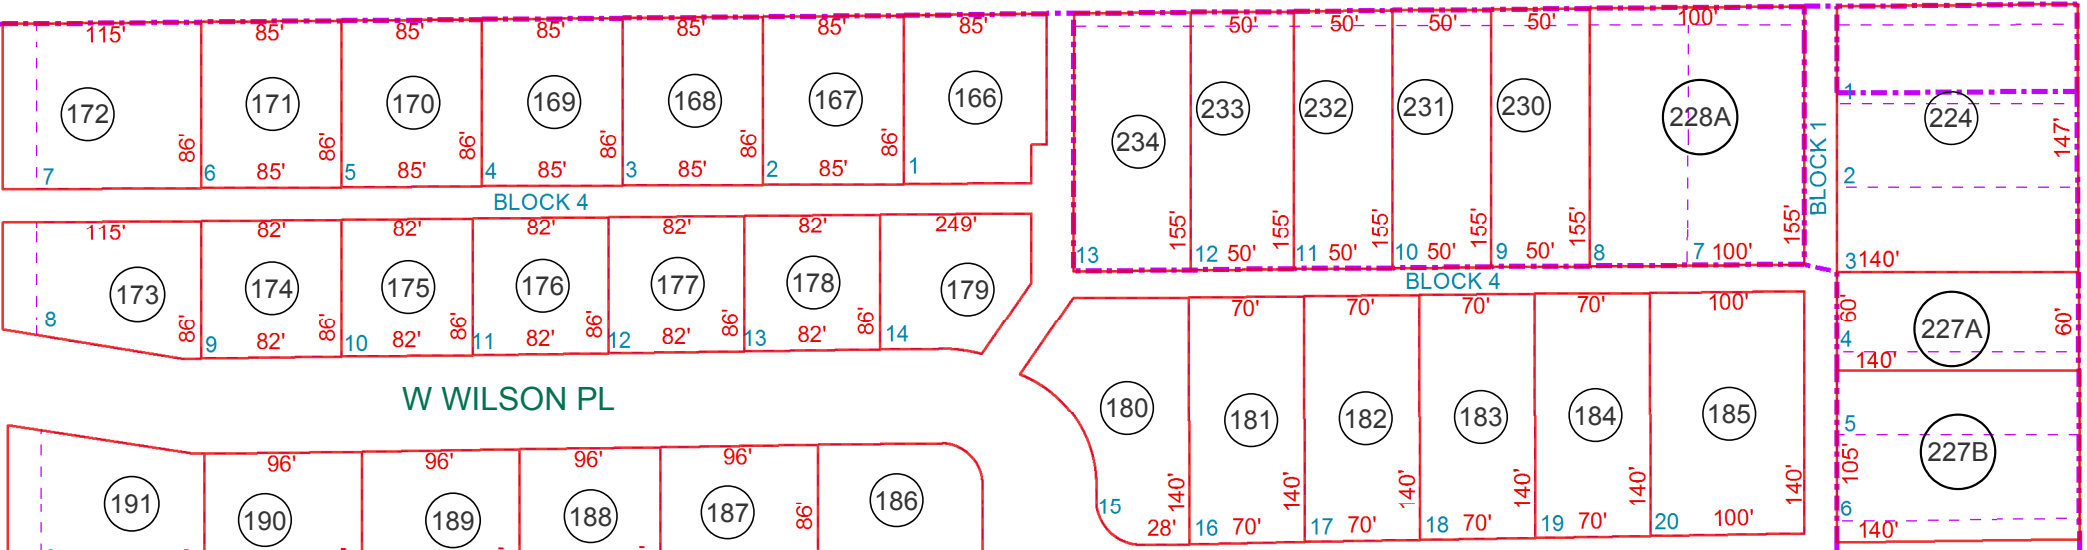 115' 85' 85' 85' 85' 85' 85' 50' 50' 50' 50' 100'
172 171 170 169 168 167 166 234 233 232 231 230 228A 224
86' 86' 86' 86' 86' 86' 155' 155' 155' 155' 155' 155' 147'
7 6 85' 5 85' 4 85' 3 85' 2 85' 1
BLOCK 4
BLOCK 1
1
2
13 12 50' 11 50' 10 50' 9 50' 8 7 100' 3 140'
BLOCK 4
115' 82' 82' 82' 82' 82' 249'
173 174 175 176 177 178 179
86' 86' 86' 86' 86' 86'
8 9 82' 10 82' 11 82' 12 82' 13 82' 14
70' 70' 70' 70' 100'
60' 227A 60'
4
140'
W WILSON PL
180 181 182 183 184 185
5
105' 227B
6
140'
140' 140' 140' 140' 140' 140'
15 28' 16 70' 17 70' 18 70' 19 70' 20 100'
96' 96' 96' 96'
191 190 189 188 187 86' 186